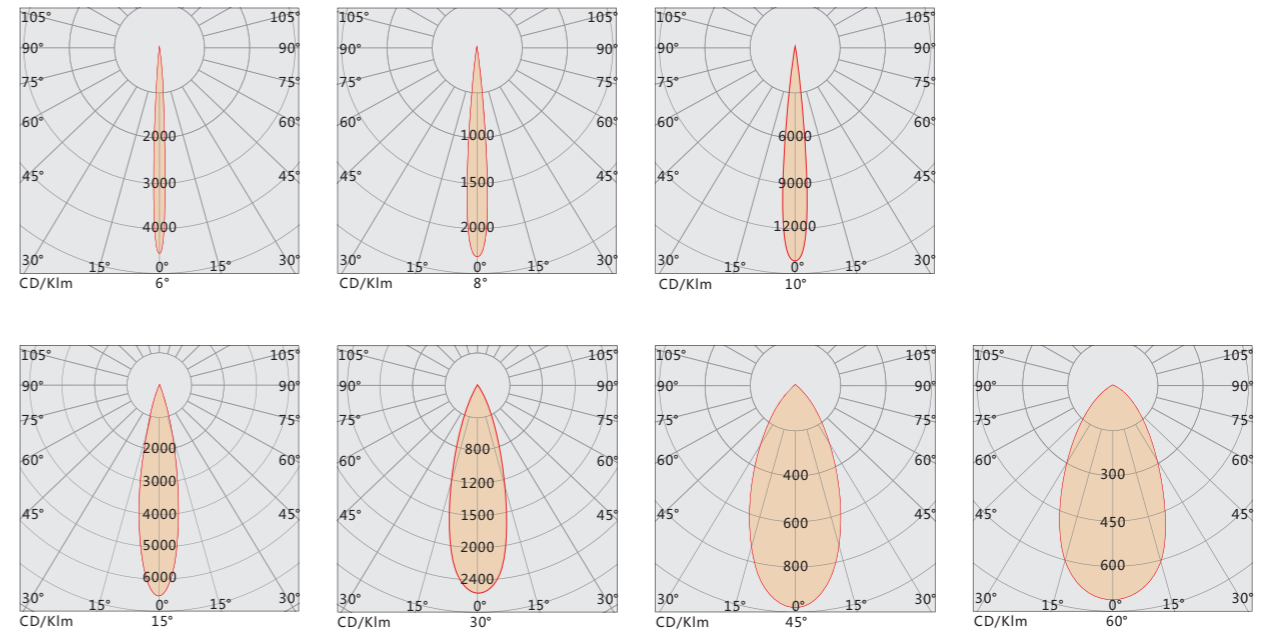 105° 105° 105° 105° 105° 105°
90° 90° 90° 90° 90° 90°
75° 75° 75° 75° 75° 75°
60° 60° 60° 60° 60° 60°
2000 1000 6000
45° 45° 45° 45° 45° 45°
3000 1500 9000
4000 2000 12000
30° 15° 0° 15° 30° 30° 15° 0° 15° 30° 30° 15° 0° 15° 30°
CD/Klm 6° CD/Klm 8° CD/Klm 10°
105° 105° 105° 105° 105° 105° 105° 105°
90° 90° 90° 90° 90° 90° 90° 90°
75° 75° 75° 75° 75° 75° 75° 75°
2000 800
60° 60° 60° 60° 60° 60° 60° 60°
3000 1200 400 300
4000 1500 600 450
45° 45° 45° 45° 45° 45° 45° 45°
5000 2000 800 600
6000 2400
30° 15° 0° 15° 30° 30° 15° 0° 15° 30° 30° 15° 0° 15° 30° 30° 15° 0° 15° 30°
CD/Klm 15° CD/Klm 30° CD/Klm 45° CD/Klm 60°